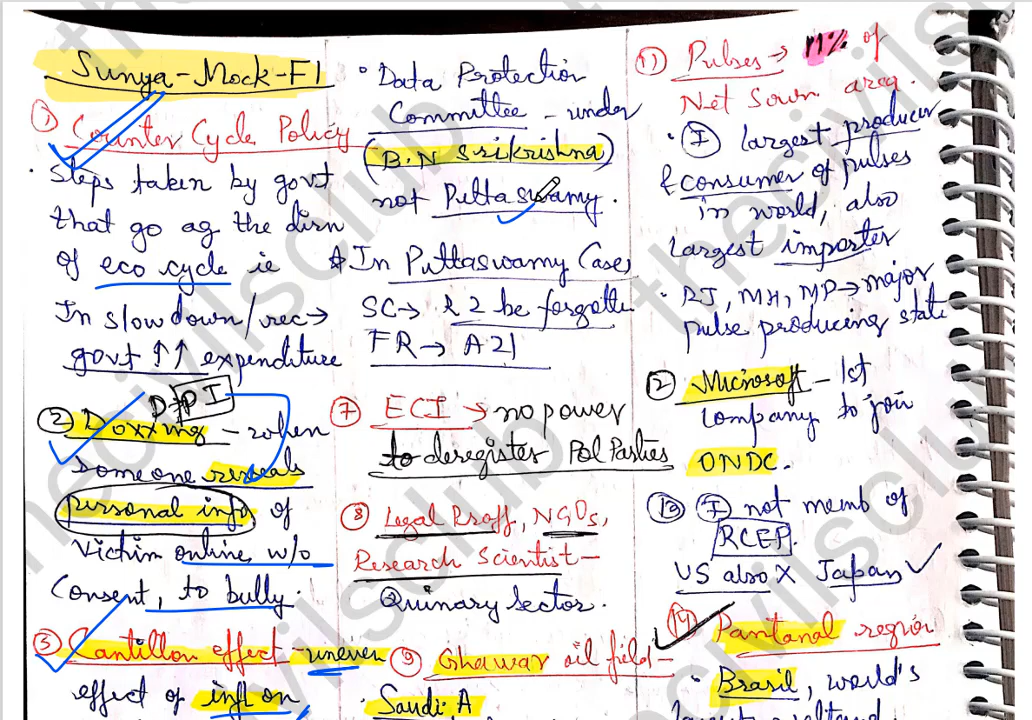 Sunya-Mock-F1
① Counter Cycle Policy
• Steps taken by govt
that go ag the dirn
of eco cycle ie
In slow down/rec→
govt ↑↑ expenditure
D→PI
② Doxxing - when
someone reveals
personal info of
victim online w/o
Consent, to bully.
③ Cantillon effect - uneven
effect of infl on
• Data Protection
Committee - under
(B.N Srikrishna)
not Puttaswamy.
* In Puttaswamy Case,
SC→ R 2 be forgotten
FR→ A21
⑦ ECI → no power
to deregister Pol Parties
⑧ Legal Proff, NGOs,
Research Scientist -
Quinary Sector.
⑨ Ghawar oil field -
Saudi A
11) Pulses → 17% of
Net Sown area.
• I largest producer
& consumer of pulses
in world, also
largest importer
• RJ, MH, MP → major
pulse producing state
12 Microsoft - 1st
company to join
ONDC.
13 I not memb of
RCEP.
US also X Japan ✓
14 Pantanal region
• Brazil, world's
thecivilsclub